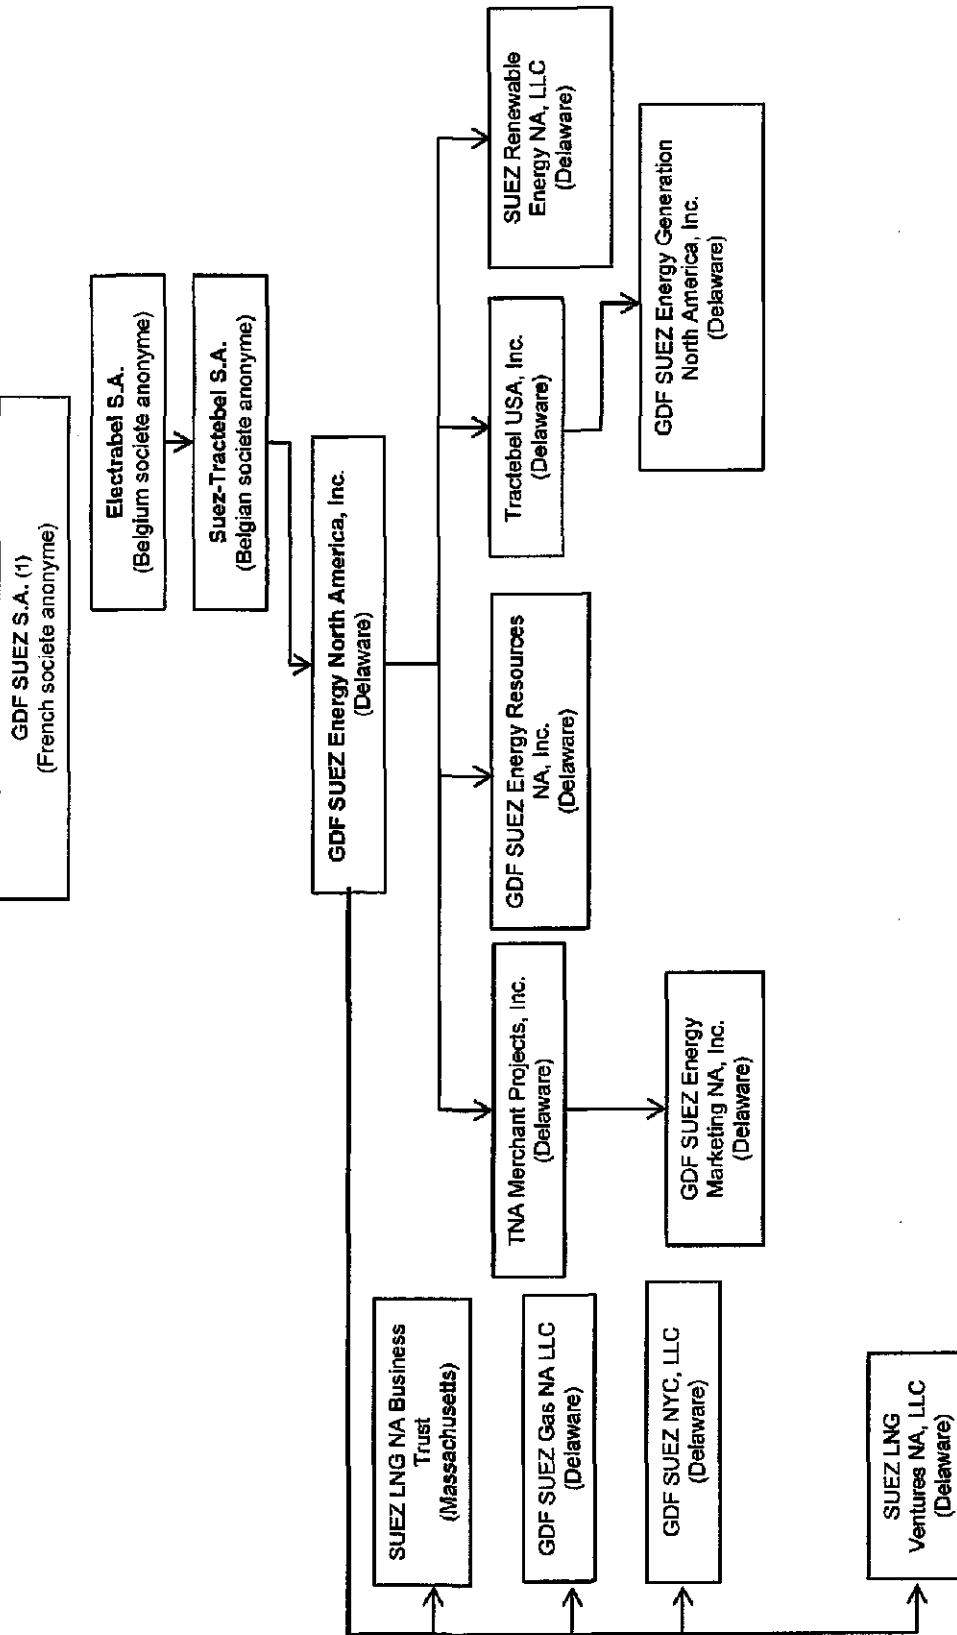 GDF SUEZ S.A. (1)
(French societe anonyme)
Electrabel S.A.
(Belgium societe anonyme)
Suez-Tractebel S.A.
(Belgian societe anonyme)
GDF SUEZ Energy North America, Inc.
(Delaware)
SUEZ LNG NA Business
Trust
(Massachusetts)
GDF SUEZ Gas NA LLC
(Delaware)
GDF SUEZ NYC, LLC
(Delaware)
SUEZ LNG
Ventures NA, LLC
(Delaware)
TNA Merchant Projects, Inc.
(Delaware)
GDF SUEZ Energy
Marketing NA, Inc.
(Delaware)
GDF SUEZ Energy Resources
NA, Inc.
(Delaware)
Tractebel USA, Inc.
(Delaware)
GDF SUEZ Energy Generation
North America, Inc.
(Delaware)
SUEZ Renewable
Energy NA, LLC
(Delaware)